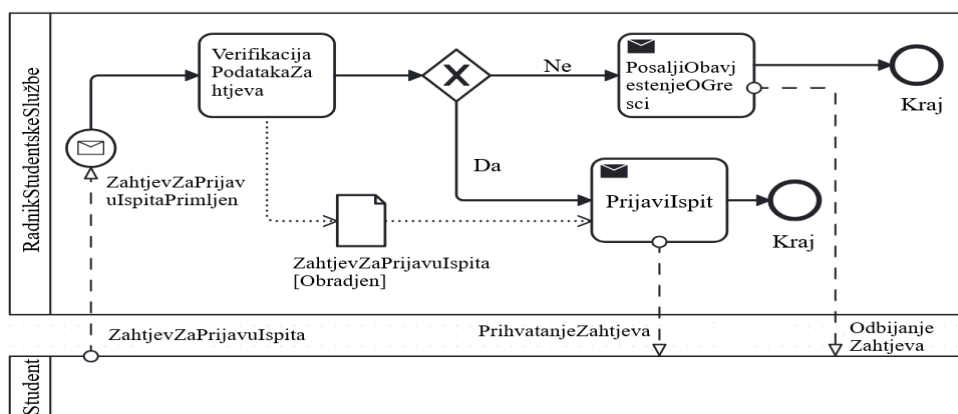 RadnikStudentskeSlužbe
Verifikacija
PodatakaZa
htjeva
Ne
PosaljiObavj
estenjeOGre
sci
Kraj
ZahtjevZaPrijav
uIspitaPrimljen
Da
PrijaviIspit
Kraj
ZahtjevZaPrijavuIspita
[Obradjen]
ZahtjevZaPrijavuIspita
PrihvatanjeZahtjeva
Odbijanje
Zahtjeva
Student